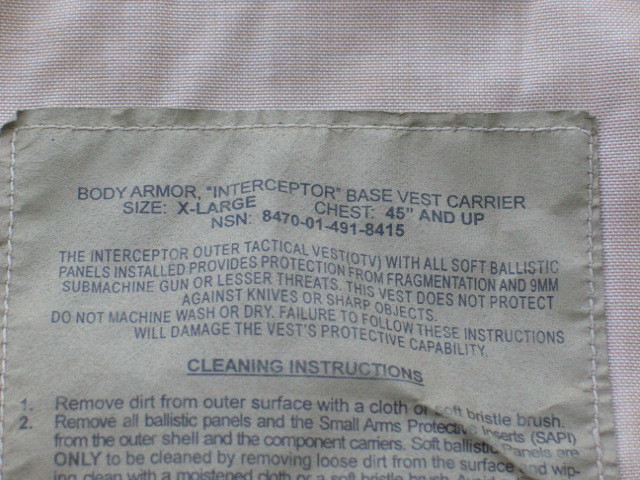 BODY ARMOR, "INTERCEPTOR" BASE VEST CARRIER
SIZE: X-LARGE CHEST: 45" AND UP
NSN: 8470-01-491-8415
THE INTERCEPTOR OUTER TACTICAL VEST(OTV) WITH ALL SOFT BALLISTIC
PANELS INSTALLED PROVIDES PROTECTION FROM FRAGMENTATION AND 9MM
SUBMACHINE GUN OR LESSER THREATS. THIS VEST DOES NOT PROTECT
AGAINST KNIVES OR SHARP OBJECTS.
DO NOT MACHINE WASH OR DRY. FAILURE TO FOLLOW THESE INSTRUCTIONS
WILL DAMAGE THE VEST'S PROTECTIVE CAPABILITY.
CLEANING INSTRUCTIONS
1. Remove dirt from outer surface with a cloth or soft bristle brush.
2. Remove all ballistic panels and the Small Arms Protective Inserts (SAPI)
from the outer shell and the component carriers. Soft ballistic Panels are
ONLY to be cleaned by removing loose dirt from the surface and wip-
ing clean with a moistened cloth or a soft bristle brush. Avoid